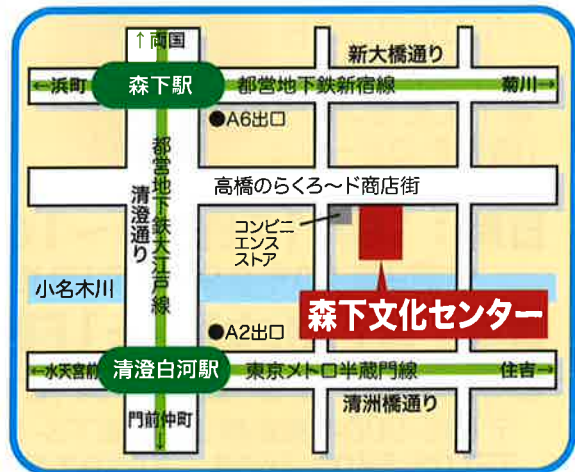 ↑両国
新大橋通り
←浜町
森下駅
都営地下鉄新宿線
菊川→
●A6出口
都営地下鉄大江戸線
清澄通り
高橋のらくろ〜ド商店街
コンビニ
エンス
ストア
小名木川
森下文化センター
●A2出口
←水天宮前
清澄白河駅
東京メトロ半蔵門線
住吉→
門前仲町
↓
清洲橋通り